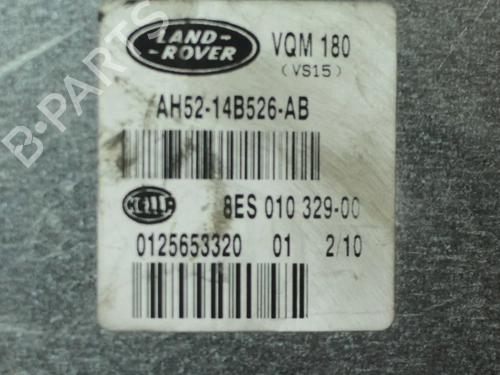 LAND-
-ROVER
VQM 180
(VS15)
AH52-14B526-AB
HELLA
8ES 010 329-00
0125653320 01 2/10
B-PARTS